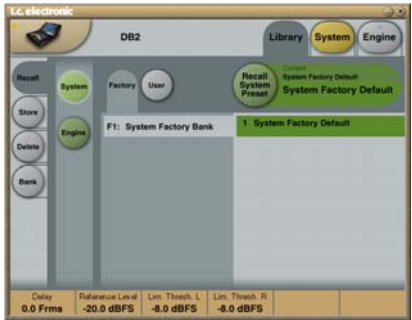 t.c. electronic
DB2
Library
System
Engine
Recall
Store
Delete
Bank
System
Engine
Factory
User
Recall System Preset
Current
System Factory Default
System Factory Default
F1: System Factory Bank
1 System Factory Default
Delay
0.0 Frms
Reference Level
-20.0 dBFS
Lim. Thresh. L
-8.0 dBFS
Lim. Thresh. R
-8.0 dBFS